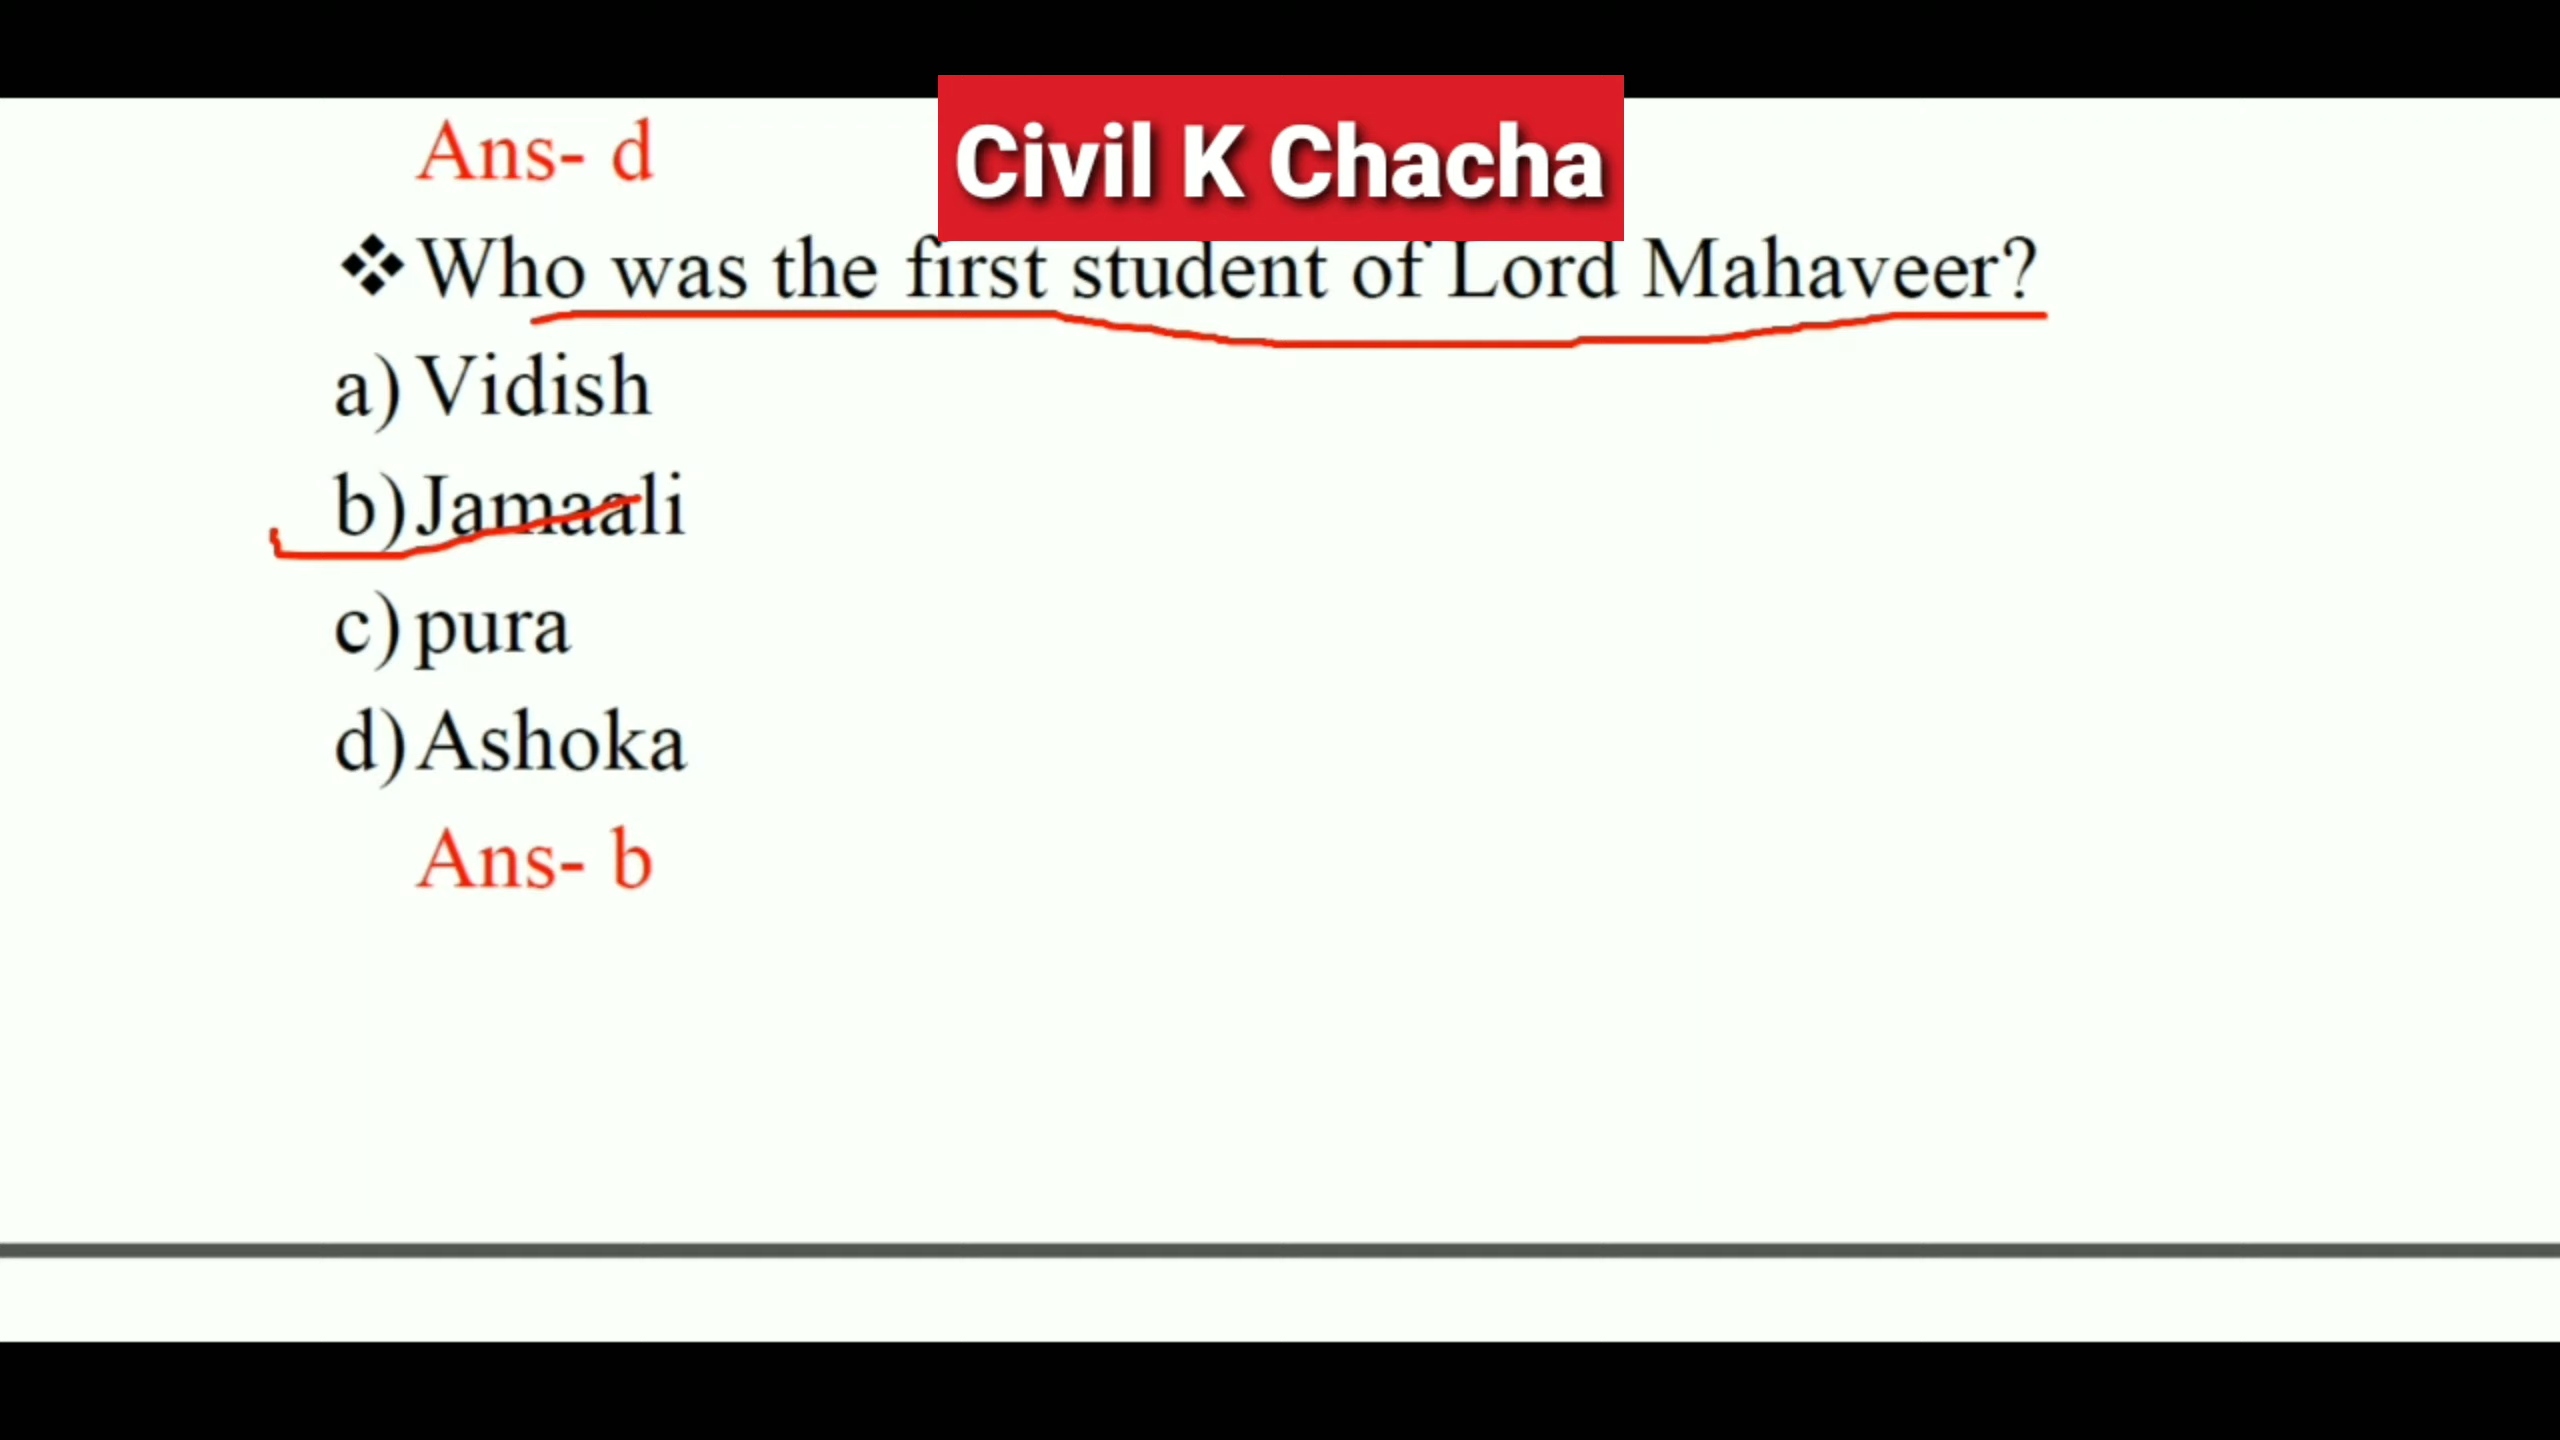 Civil K Chacha
Ans- d
❖ Who was the first student of Lord Mahaveer?
a) Vidish
b) Jamaali
c) pura
d) Ashoka
Ans- b